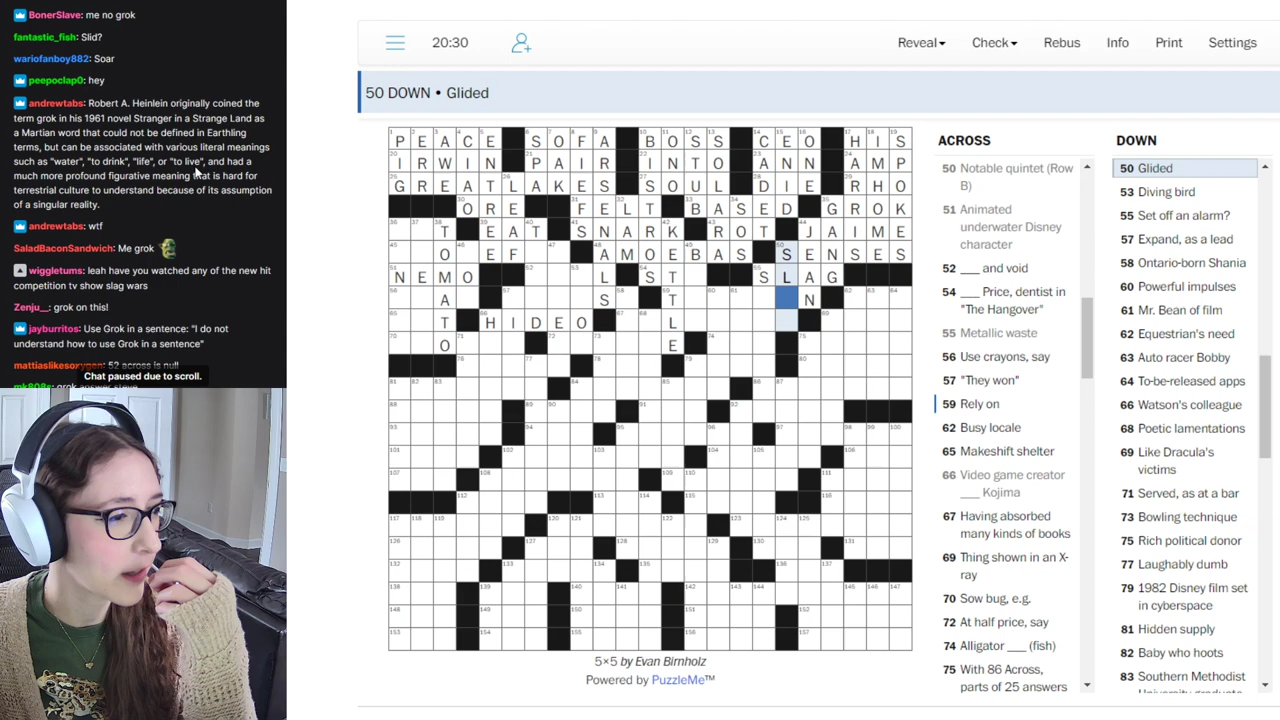 BonerSlave: me no grok
fantastic_fish: Slid?
wariofanboy882: Soar
peepoclap0: hey
andrewtabs: Robert A. Heinlein originally coined the
term grok in his 1961 novel Stranger in a Strange Land as
a Martian word that could not be defined in Earthling
terms, but can be associated with various literal meanings
such as "water", "to drink", "life", or "to live", and had a
much more profound figurative meaning that is hard for
terrestrial culture to understand because of its assumption
of a singular reality.
andrewtabs: wtf
SaladBaconSandwich: Me grok
wiggletums: leah have you watched any of the new hit
competition tv show slag wars
Zenju__: grok on this!
jayburritos: Use Grok in a sentence: "I do not
understand how to use Grok in a sentence"
52 across is null
Chat paused due to scroll.
20:30
Reveal
Check
Rebus
Info
Print
Settings
50 DOWN • Glided
PEACE SOFA BOSS CEO HIS
IRWIN PAIR INTO ANN AMP
GREATLAKES SOUL DIE RHO
ORE FELT BASED GROK
T EAT SNARK ROT JAIME
O EF AMOEBAS SENSES
NEMO L ST SLAG
A S T N
T HIDEO L
O E
5×5 by Evan Birnholz
Powered by PuzzleMe™
ACROSS
50 Notable quintet (Row
B)
51 Animated
underwater Disney
character
52 ___ and void
54 ___ Price, dentist in
"The Hangover"
55 Metallic waste
56 Use crayons, say
57 "They won"
59 Rely on
62 Busy locale
65 Makeshift shelter
66 Video game creator
___ Kojima
67 Having absorbed
many kinds of books
69 Thing shown in an X-
ray
70 Sow bug, e.g.
72 At half price, say
74 Alligator ___ (fish)
75 With 86 Across,
parts of 25 answers
DOWN
50 Glided
53 Diving bird
55 Set off an alarm?
57 Expand, as a lead
58 Ontario-born Shania
60 Powerful impulses
61 Mr. Bean of film
62 Equestrian's need
63 Auto racer Bobby
64 To-be-released apps
66 Watson's colleague
68 Poetic lamentations
69 Like Dracula's
victims
71 Served, as at a bar
73 Bowling technique
75 Rich political donor
77 Laughably dumb
79 1982 Disney film set
in cyberspace
81 Hidden supply
82 Baby who hoots
83 Southern Methodist